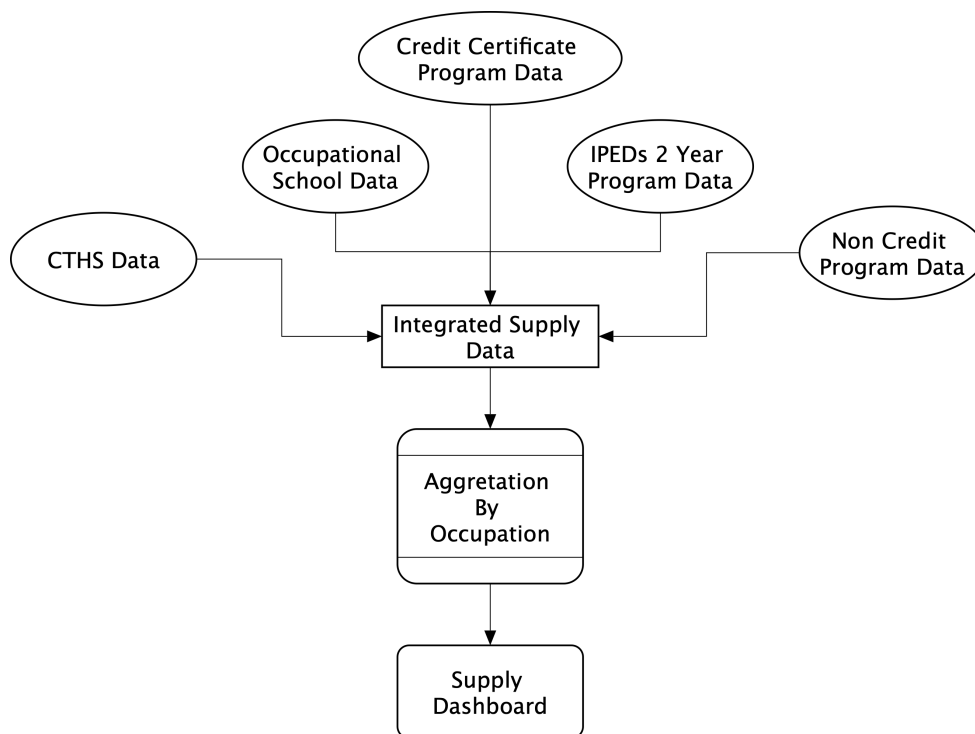 Credit Certificate
Program Data
Occupational
School Data
IPEDs 2 Year
Program Data
CTHS Data
Non Credit
Program Data
Integrated Supply
Data
Aggretation
By
Occupation
Supply
Dashboard